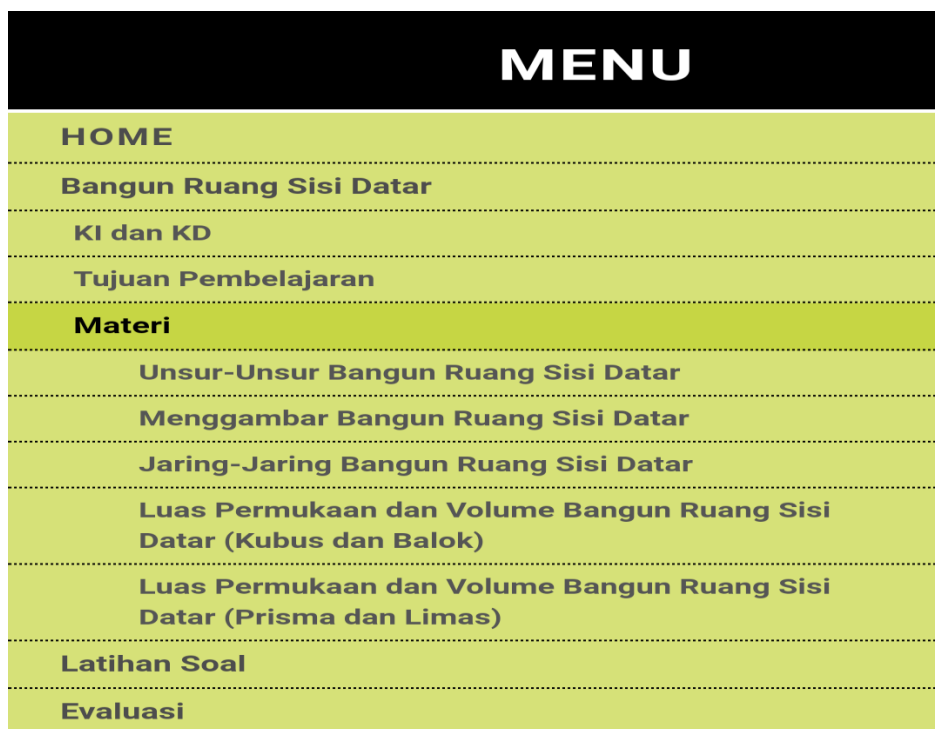 MENU
HOME
Bangun Ruang Sisi Datar
KI dan KD
Tujuan Pembelajaran
Materi
Unsur-Unsur Bangun Ruang Sisi Datar
Menggambar Bangun Ruang Sisi Datar
Jaring-Jaring Bangun Ruang Sisi Datar
Luas Permukaan dan Volume Bangun Ruang Sisi
Datar (Kubus dan Balok)
Luas Permukaan dan Volume Bangun Ruang Sisi
Datar (Prisma dan Limas)
Latihan Soal
Evaluasi